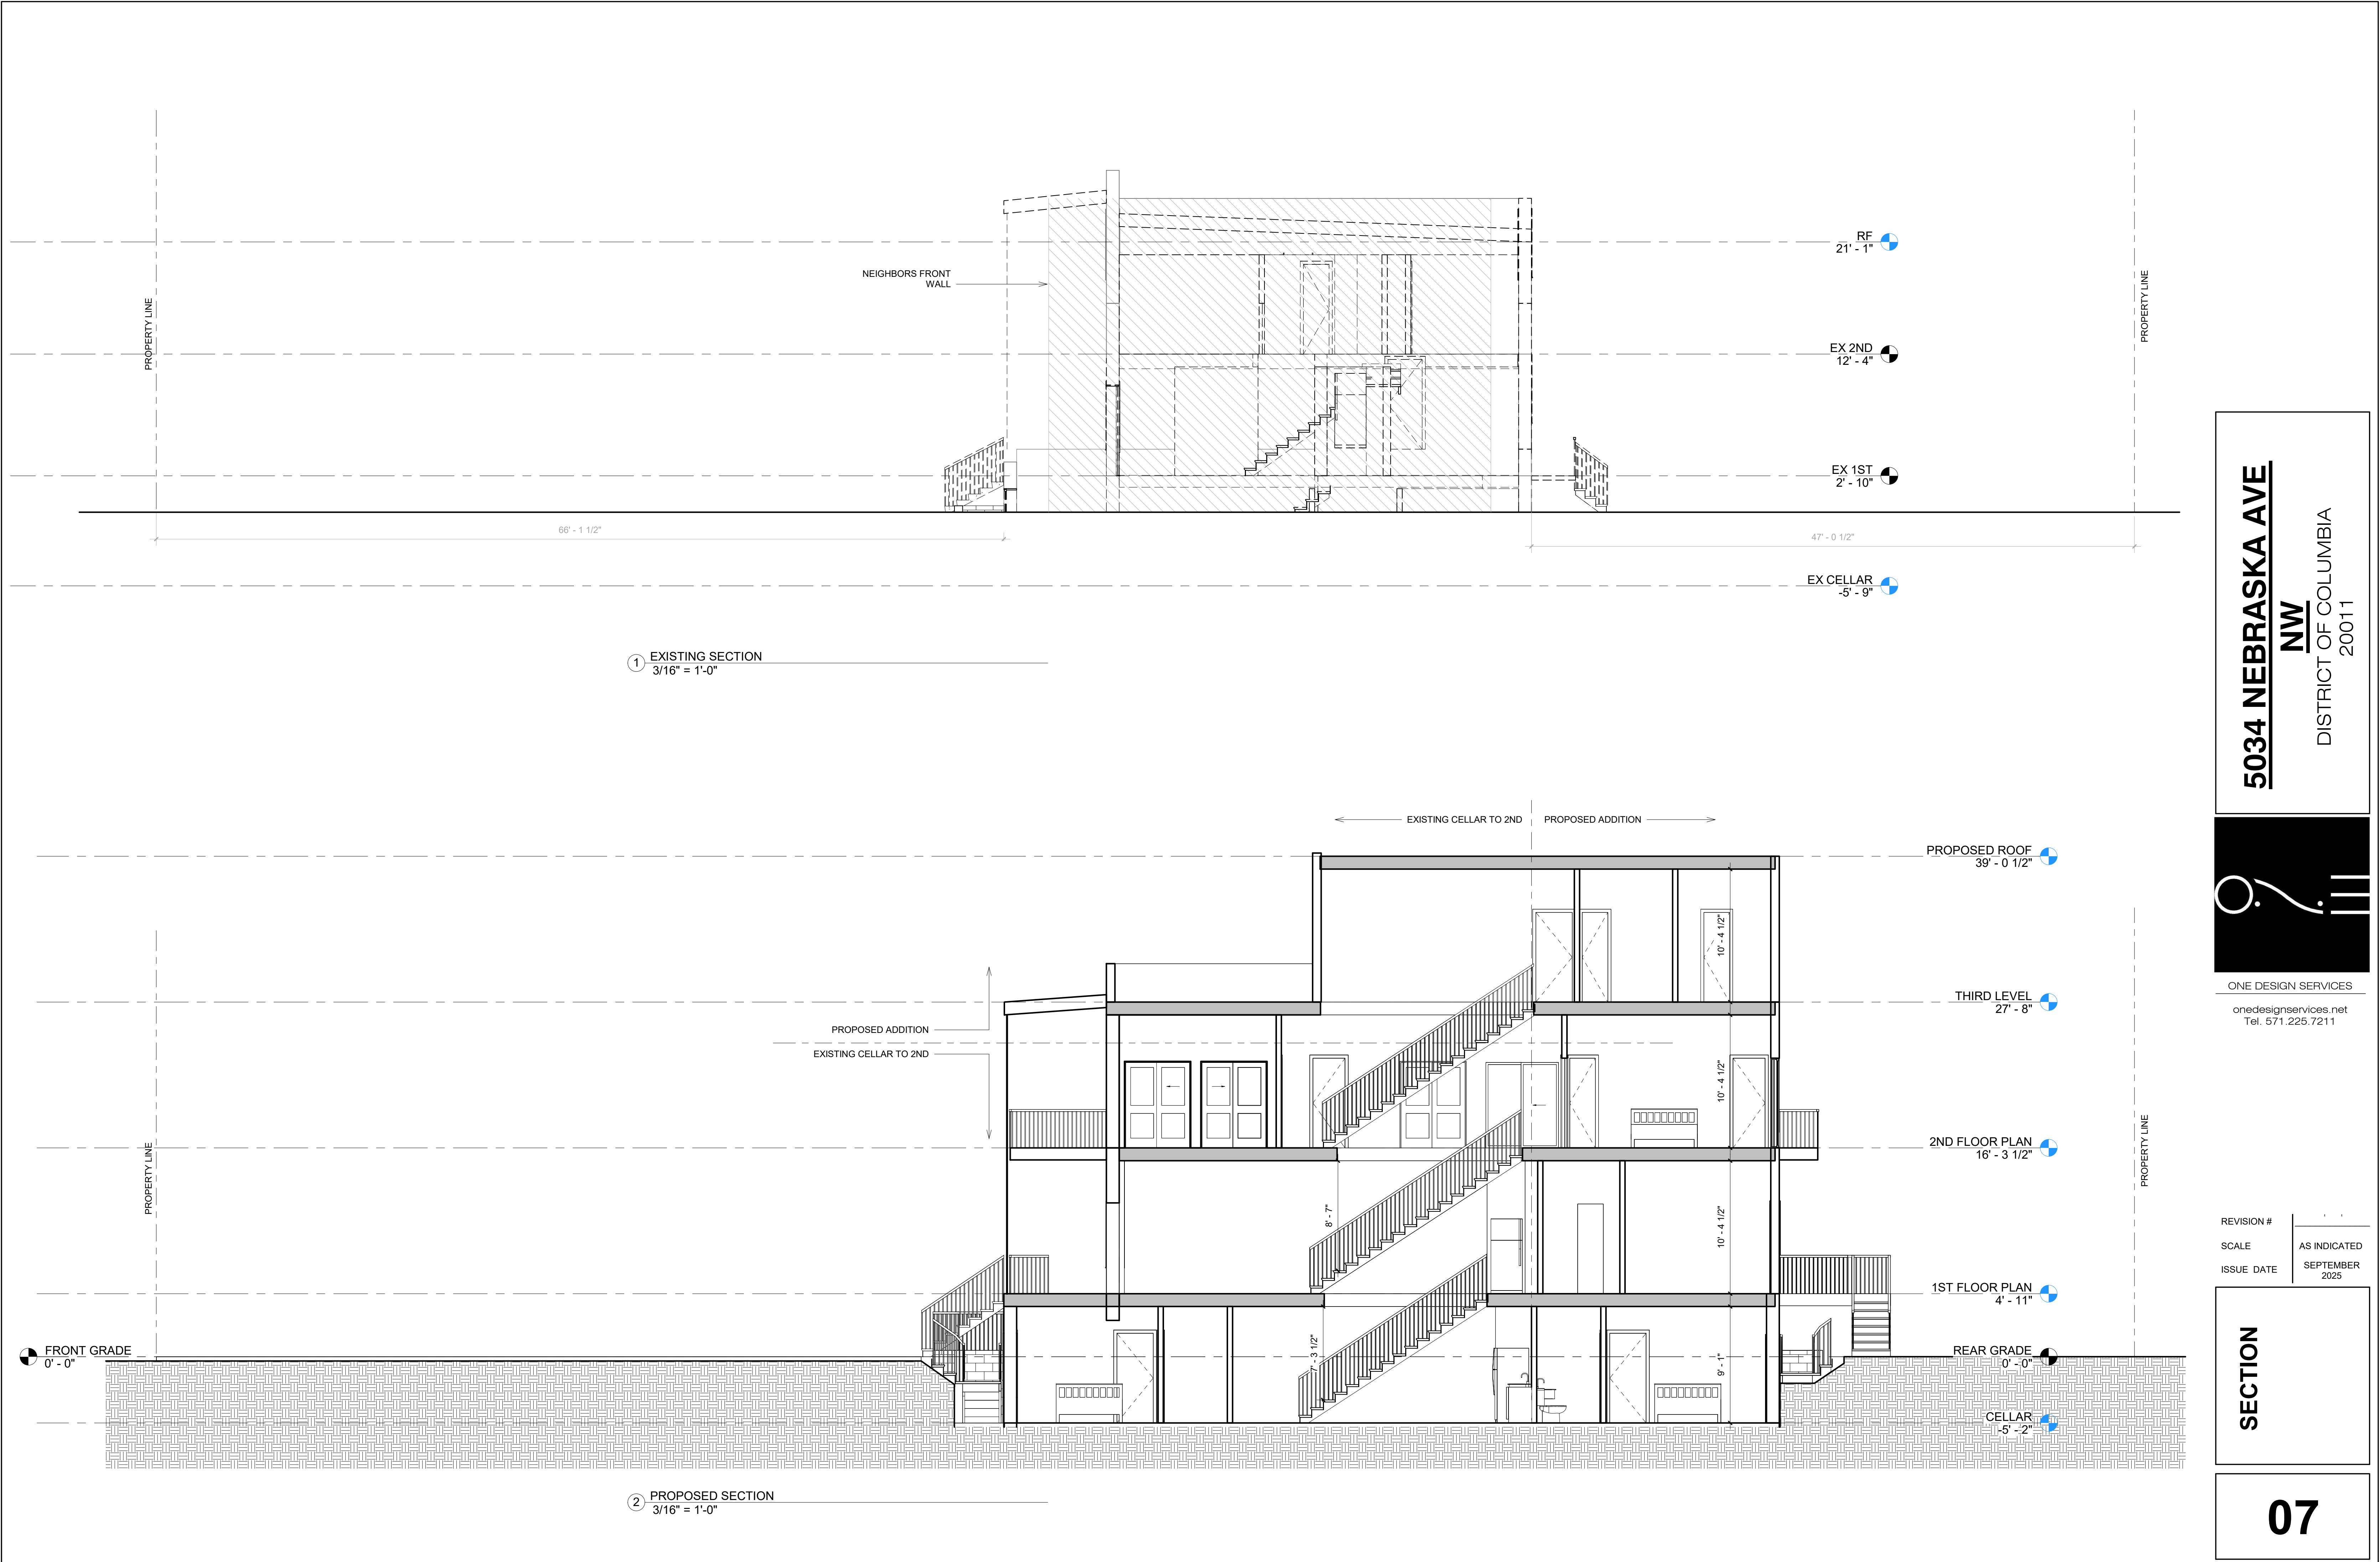 RF
21' - 1"
NEIGHBORS FRONT
WALL
PROPERTY LINE
PROPERTY LINE
EX 2ND
12' - 4"
EX 1ST
2' - 10"
66' - 1 1/2"
47' - 0 1/2"
EX CELLAR
-5' - 9"
1 EXISTING SECTION
3/16" = 1'-0"
EXISTING CELLAR TO 2ND
PROPOSED ADDITION
PROPOSED ROOF
39' - 0 1/2"
10' - 4 1/2"
THIRD LEVEL
27' - 8"
PROPOSED ADDITION
EXISTING CELLAR TO 2ND
10' - 4 1/2"
2ND FLOOR PLAN
16' - 3 1/2"
PROPERTY LINE
PROPERTY LINE
8' - 7"
10' - 4 1/2"
1ST FLOOR PLAN
4' - 11"
FRONT GRADE
0' - 0"
7' - 3 1/2"
9' - 1"
REAR GRADE
0' - 0"
CELLAR
-5' - 2"
2 PROPOSED SECTION
3/16" = 1'-0"
5034 NEBRASKA AVE
NW
DISTRICT OF COLUMBIA
20011
ONE DESIGN SERVICES
onedesignservices.net
Tel. 571.225.7211
REVISION #
SCALE AS INDICATED
ISSUE DATE SEPTEMBER
2025
SECTION
07